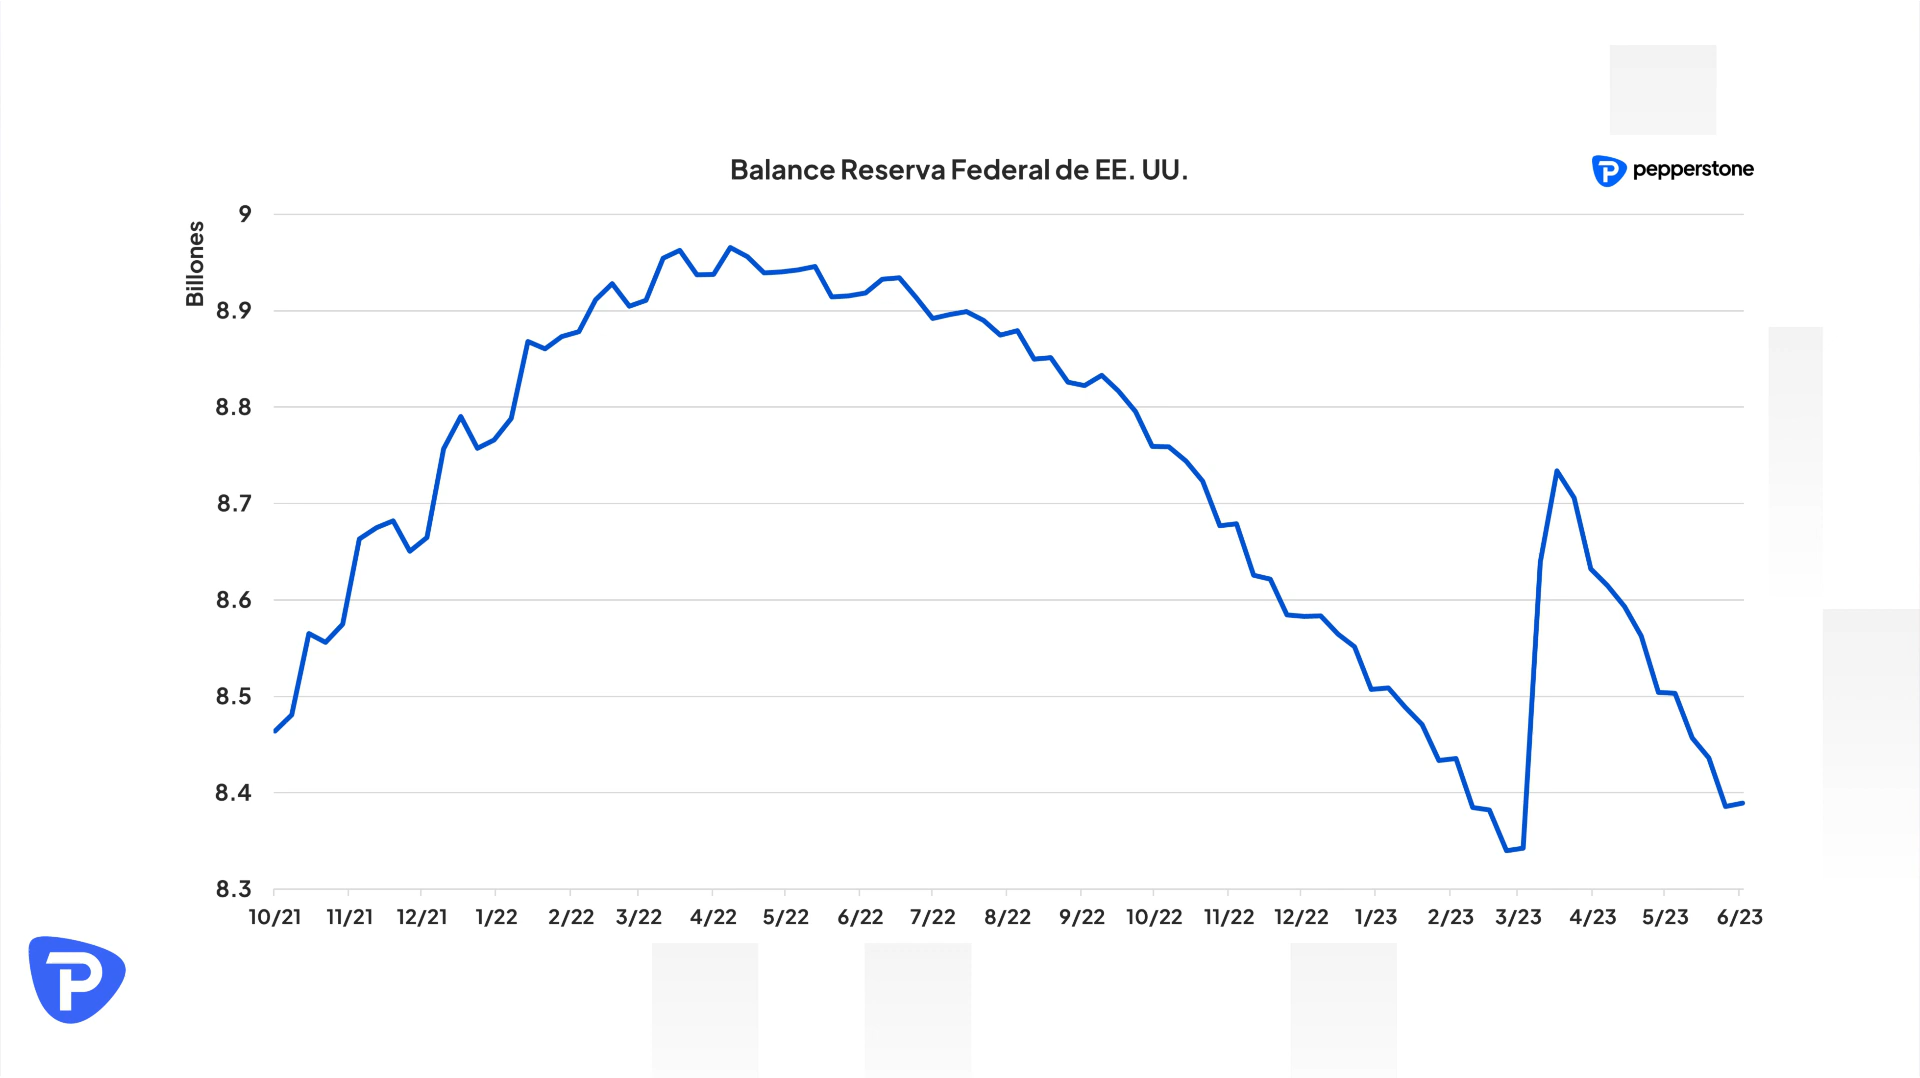 Balance Reserva Federal de EE. UU.
pepperstone
Billones
9
8.9
8.8
8.7
8.6
8.5
8.4
8.3
10/21 11/21 12/21 1/22 2/22 3/22 4/22 5/22 6/22 7/22 8/22 9/22 10/22 11/22 12/22 1/23 2/23 3/23 4/23 5/23 6/23